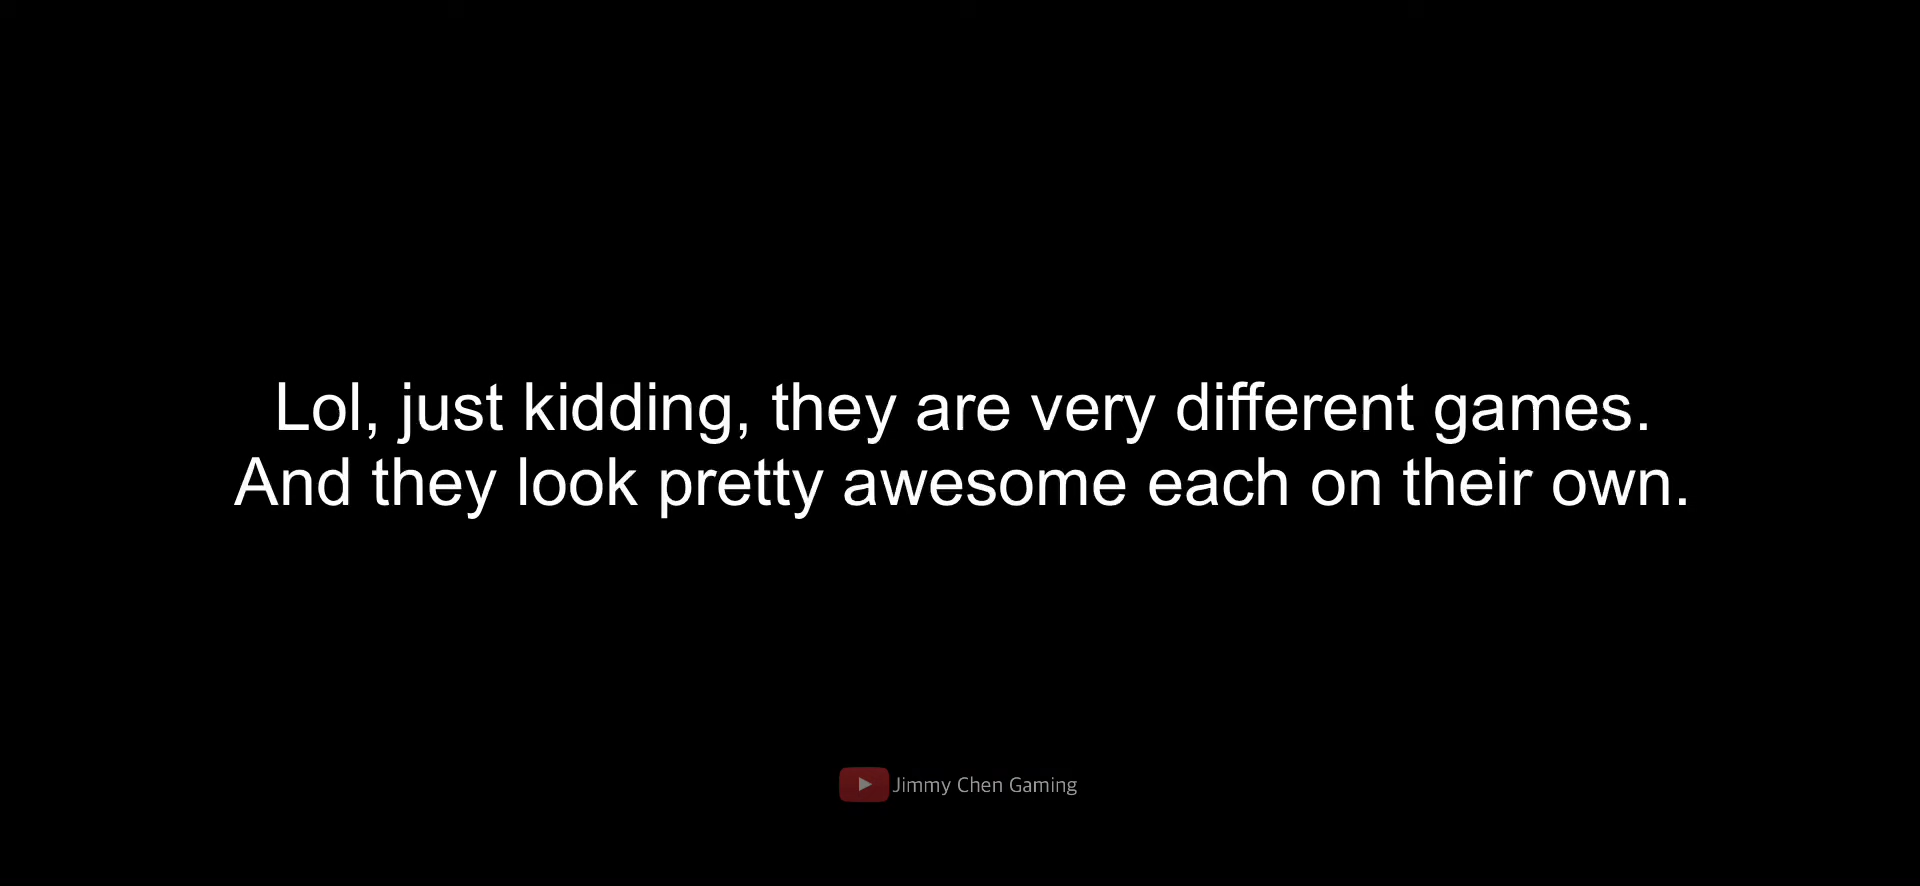 Lol, just kidding, they are very different games.
And they look pretty awesome each on their own.
Jimmy Chen Gaming